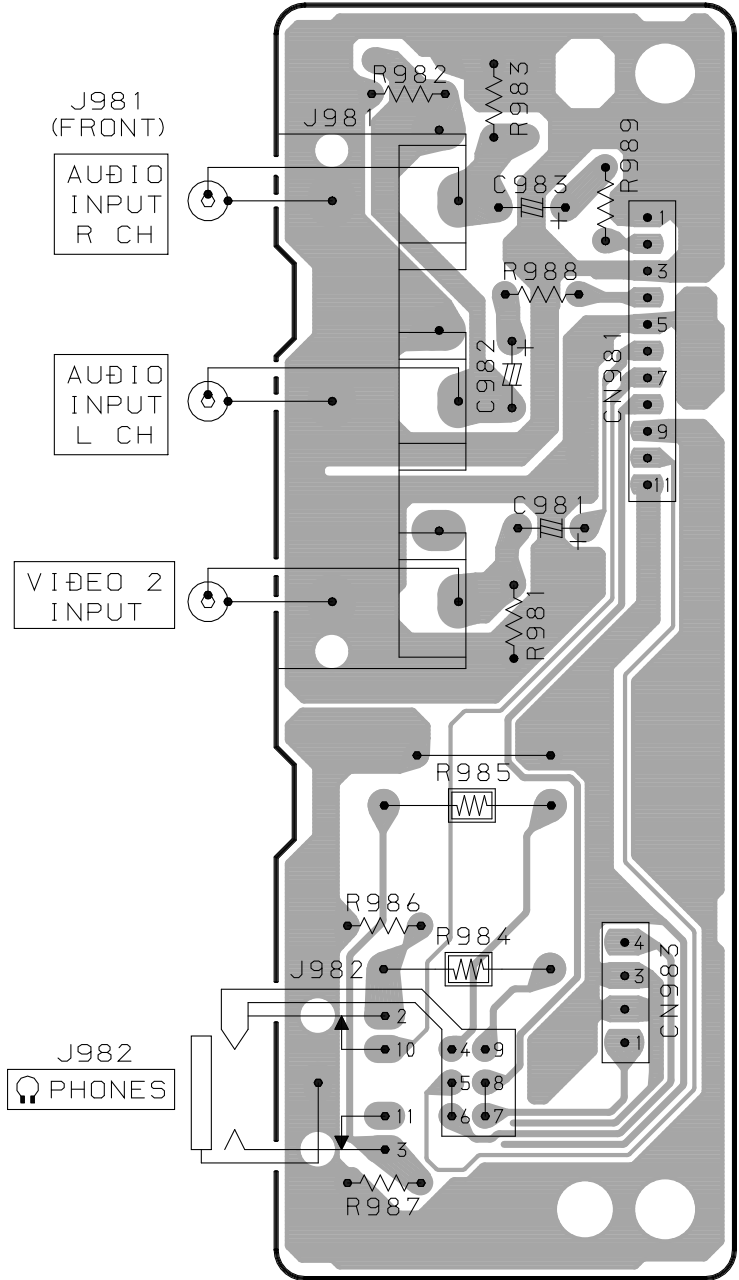 R982
R983
J981
(FRONT)
J981
R989
AUDIO
INPUT
R CH
C983
+
1
3
R988
5
CN981
7
9
11
C982
+
AUDIO
INPUT
L CH
C981
+
VIDEO 2
INPUT
R981
R985
R986
R984
J982
4
3
1
CN983
2
10
4
9
5
8
6
7
11
3
J982
PHONES
R987